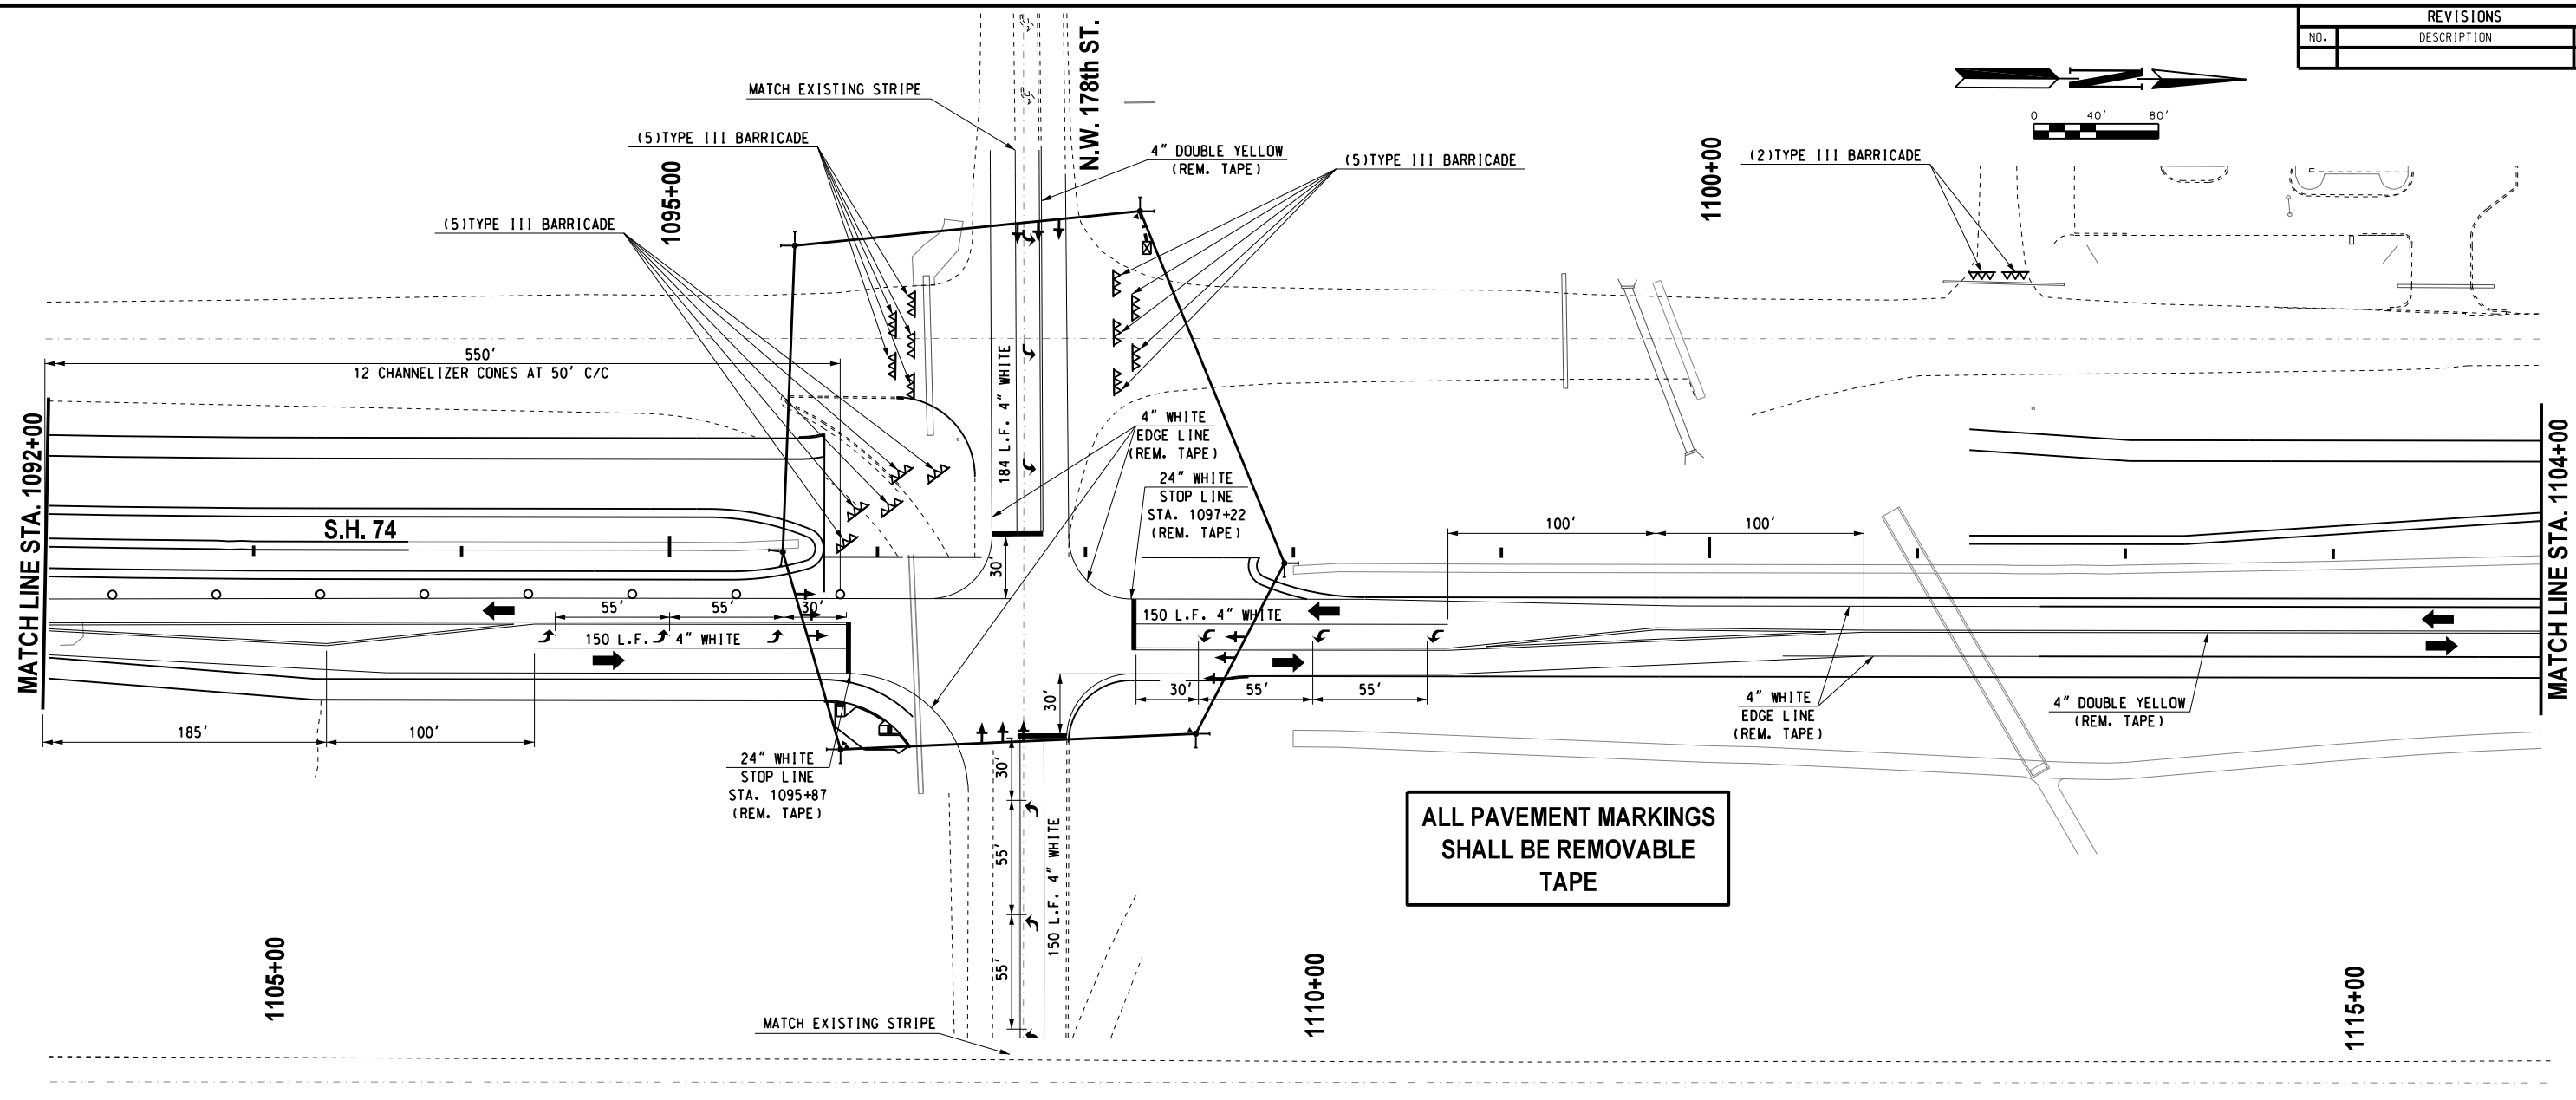 REVISIONS
NO.
DESCRIPTION
MATCH EXISTING STRIPE
N.W. 178th ST.
(5)TYPE III BARRICADE
4" DOUBLE YELLOW
(REM. TAPE)
(5)TYPE III BARRICADE
0 40' 80'
(2)TYPE III BARRICADE
1095+00
1100+00
(5)TYPE III BARRICADE
550'
12 CHANNELIZER CONES AT 50' C/C
184 L.F. 4" WHITE
4" WHITE
EDGE LINE
(REM. TAPE)
24" WHITE
STOP LINE
STA. 1097+22
(REM. TAPE)
MATCH LINE STA. 1092+00
S.H. 74
100'
100'
MATCH LINE STA. 1104+00
30'
55'
55'
30'
150 L.F. 4" WHITE
150 L.F. 4" WHITE
30'
30'
55'
55'
185'
100'
4" WHITE
EDGE LINE
(REM. TAPE)
4" DOUBLE YELLOW
(REM. TAPE)
24" WHITE
STOP LINE
STA. 1095+87
(REM. TAPE)
30'
55'
55'
150 L.F. 4" WHITE
ALL PAVEMENT MARKINGS
SHALL BE REMOVABLE
TAPE
1105+00
1110+00
1115+00
MATCH EXISTING STRIPE